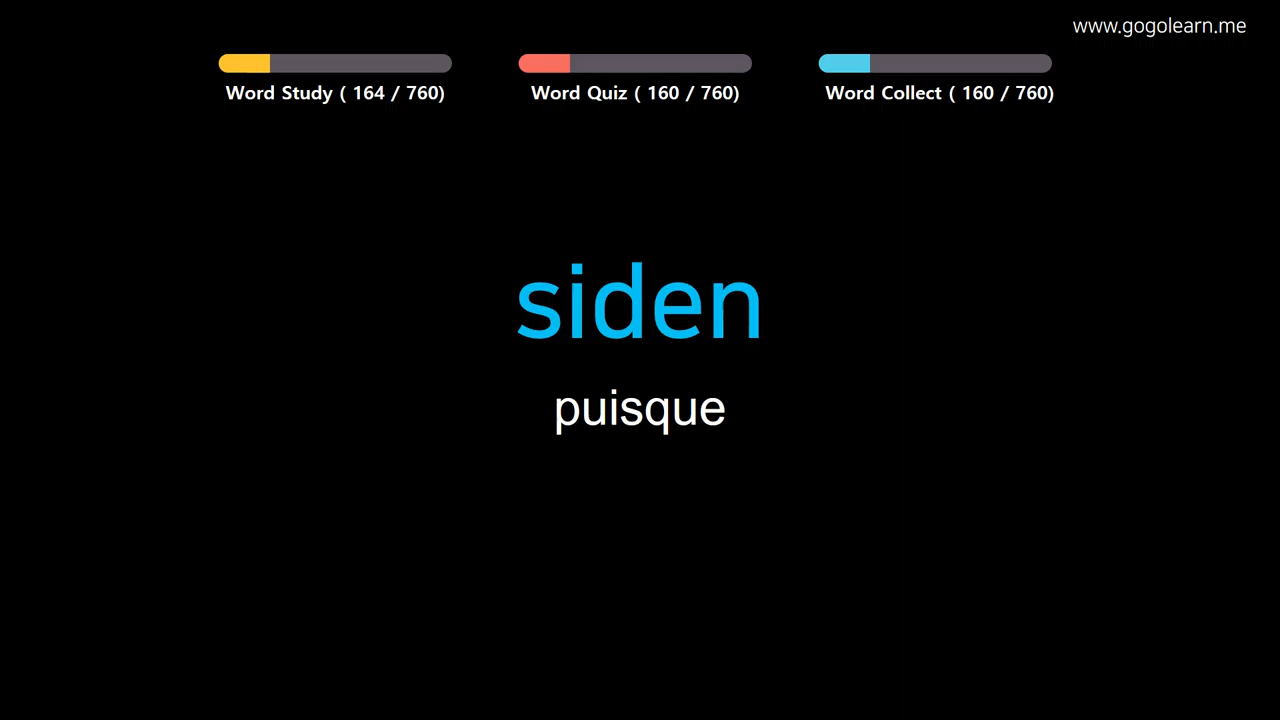 www.gogolearn.me
Word Study ( 164 / 760)
Word Quiz ( 160 / 760)
Word Collect ( 160 / 760)
siden
puisque